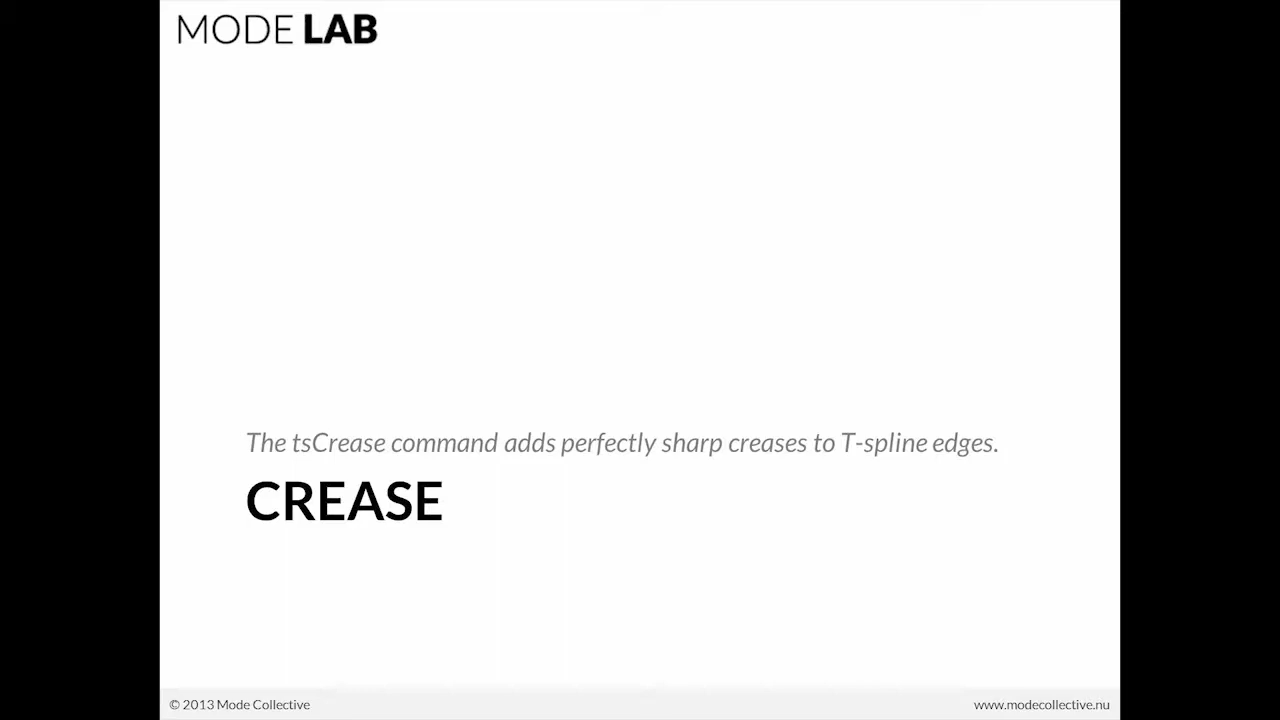 MODE LAB
The tsCrease command adds perfectly sharp creases to T-spline edges.
CREASE
© 2013 Mode Collective
www.modecollective.nu